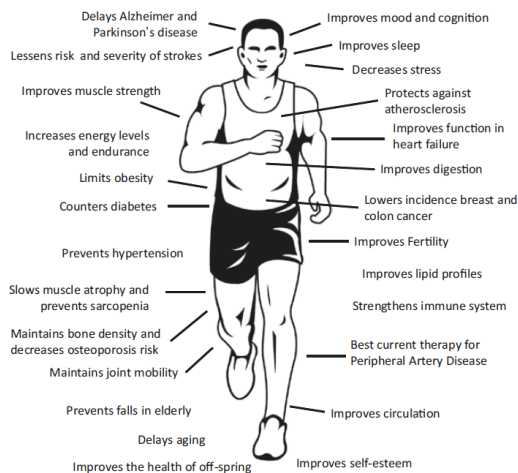 Delays Alzheimer and
Parkinson's disease
Lessens risk and severity of strokes
Improves muscle strength
Increases energy levels
and endurance
Limits obesity
Counters diabetes
Prevents hypertension
Slows muscle atrophy and
prevents sarcopenia
Maintains bone density and
decreases osteoporosis risk
Maintains joint mobility
Prevents falls in elderly
Delays aging
Improves the health of off-spring
Improves mood and cognition
Improves sleep
Decreases stress
Protects against
atherosclerosis
Improves function in
heart failure
Improves digestion
Lowers incidence breast and
colon cancer
Improves Fertility
Improves lipid profiles
Strengthens immune system
Best current therapy for
Peripheral Artery Disease
Improves circulation
Improves self-esteem